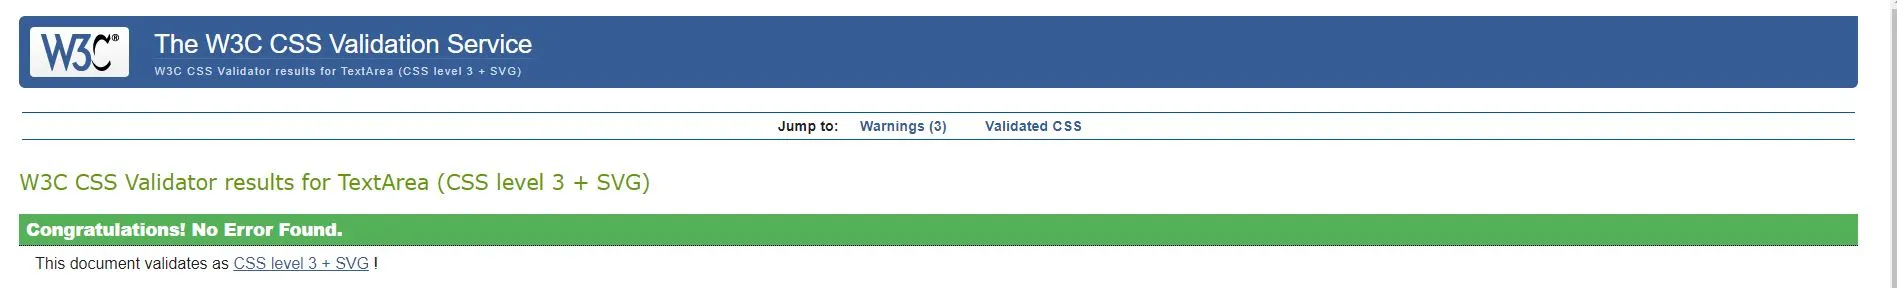 W3C®
The W3C CSS Validation Service
W3C CSS Validator results for TextArea (CSS level 3 + SVG)
Jump to: Warnings (3) Validated CSS
W3C CSS Validator results for TextArea (CSS level 3 + SVG)
Congratulations! No Error Found.
This document validates as CSS level 3 + SVG !